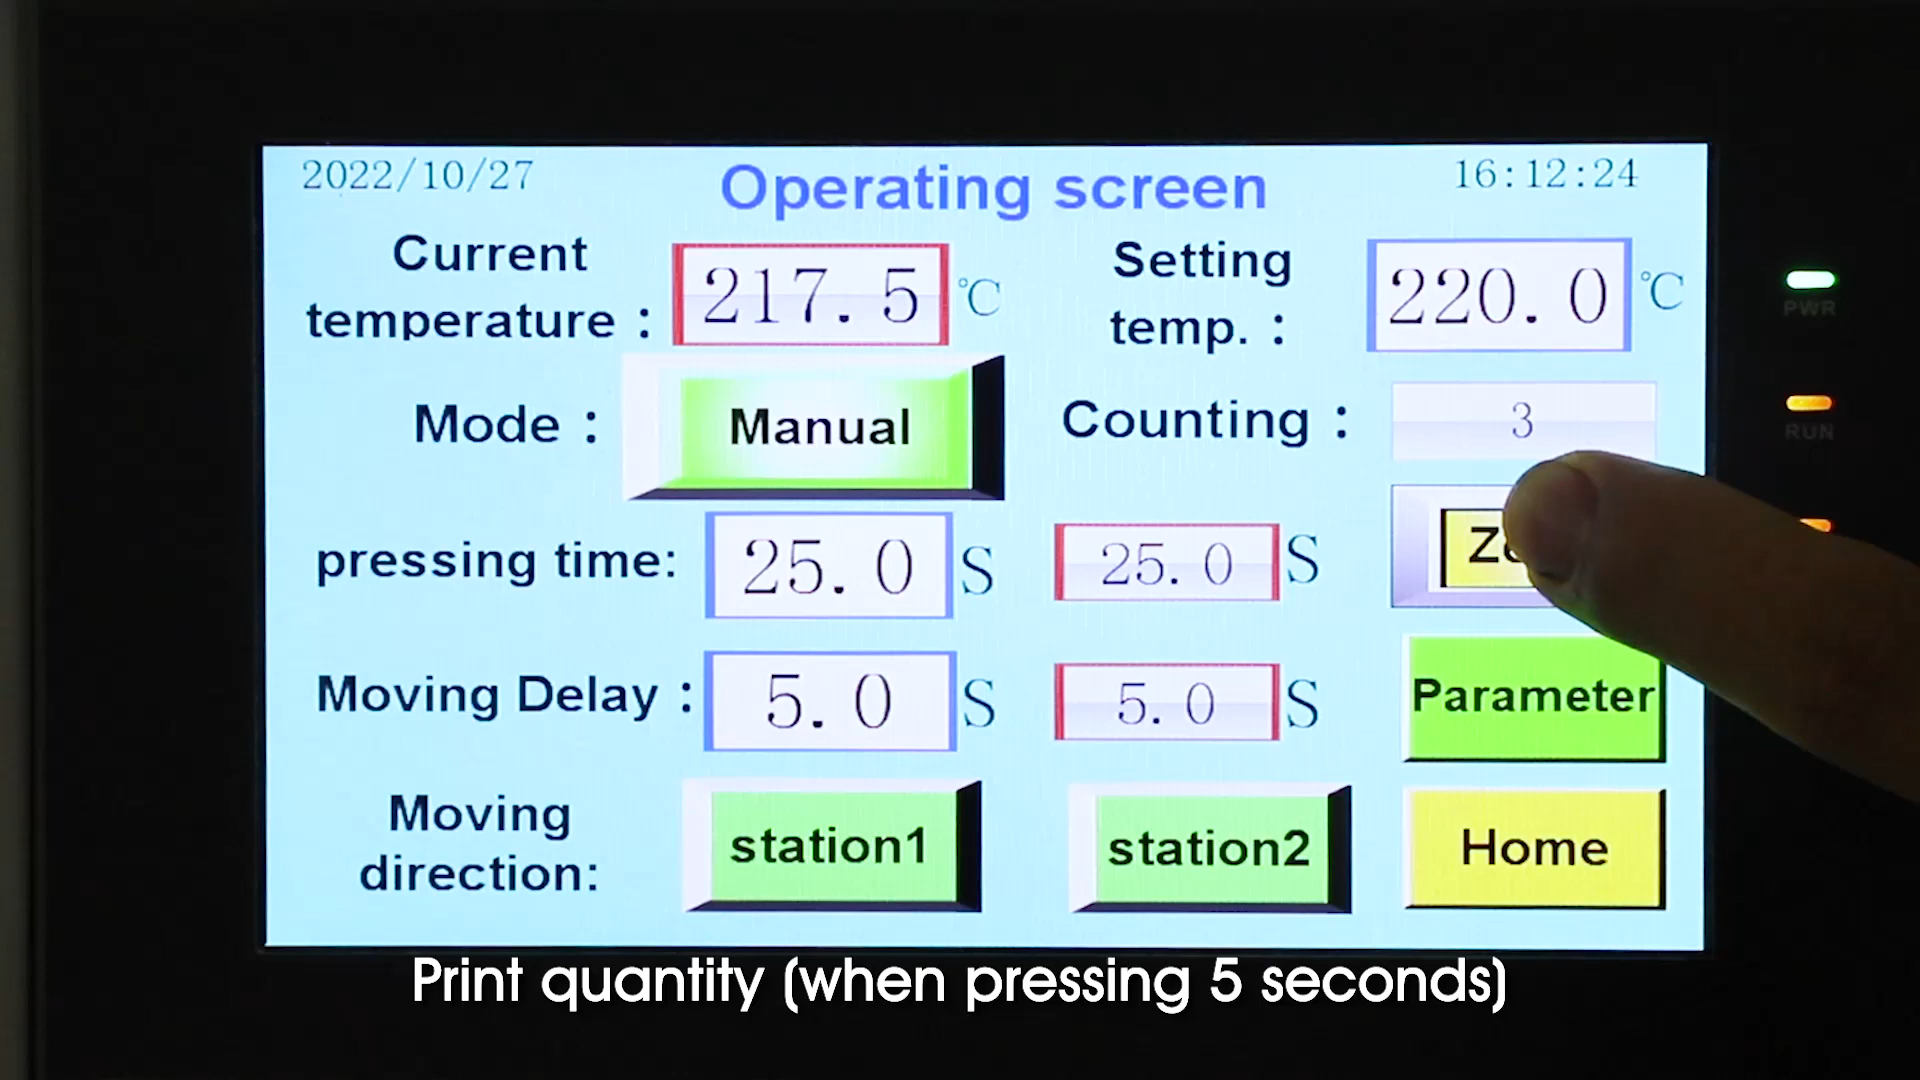 2022/10/27
Operating screen
16:12:24
Current temperature :
217.5 ℃
Setting temp. :
220.0 ℃
Mode :
Manual
Counting :
3
pressing time:
25.0 S
25.0 S
Moving Delay :
5.0 S
5.0 S
Parameter
Moving direction:
station1
station2
Home
PWR
RUN
Print quantity (when pressing 5 seconds)